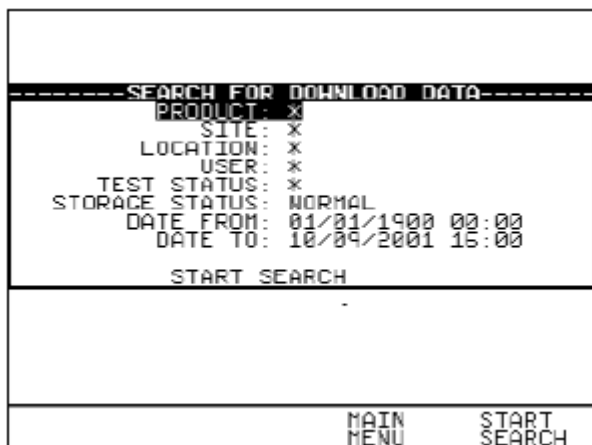 --------SEARCH FOR DOWNLOAD DATA--------
PRODUCT: *
SITE: *
LOCATION: *
USER: *
TEST STATUS: *
STORAGE STATUS: NORMAL
DATE FROM: 01/01/1900 00:00
DATE TO: 10/09/2001 16:00
START SEARCH
MAIN MENU
START SEARCH